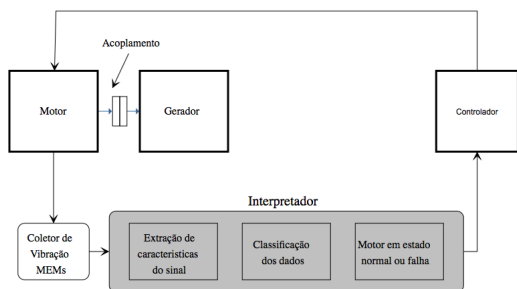 Acoplamento
Motor
Gerador
Controlador
Interpretador
Coletor de
Vibração
MEMs
Extração de
caracteristicas
do sinal
Classificação
dos dados
Motor em estado
normal ou falha